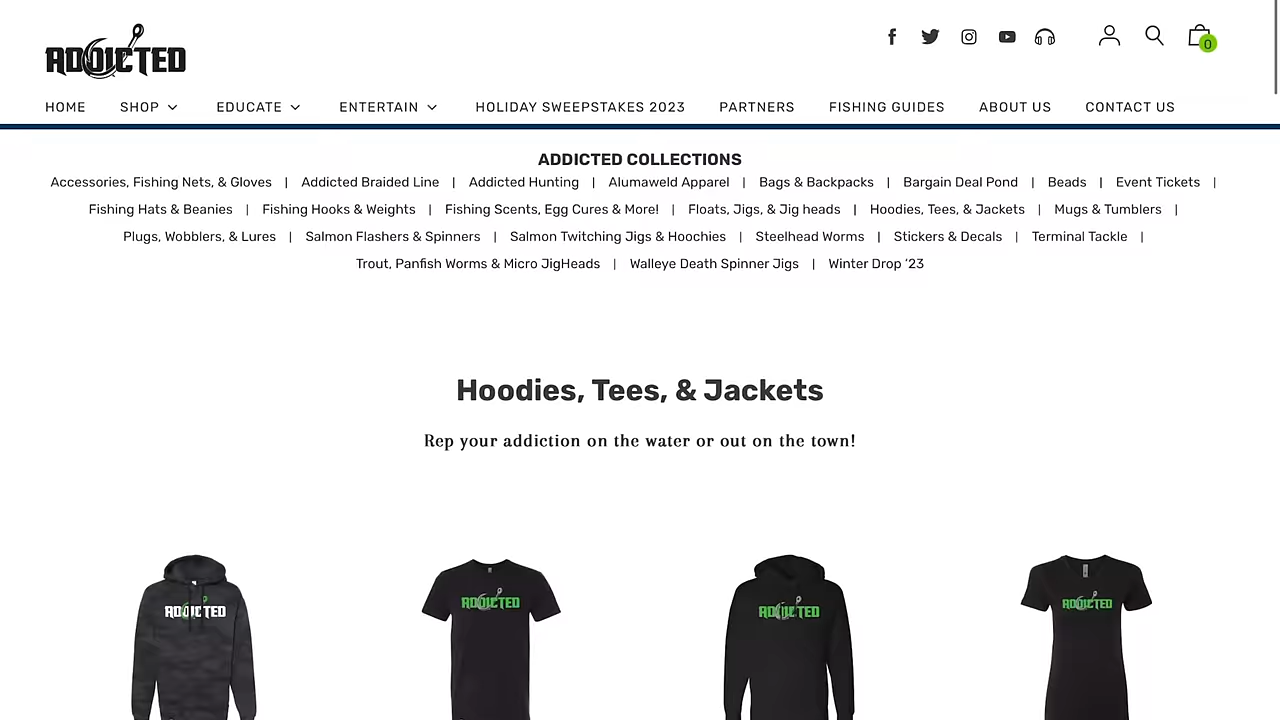 ADDICTED
0
HOME SHOP EDUCATE ENTERTAIN HOLIDAY SWEEPSTAKES 2023 PARTNERS FISHING GUIDES ABOUT US CONTACT US
ADDICTED COLLECTIONS
Accessories, Fishing Nets, & Gloves | Addicted Braided Line | Addicted Hunting | Alumaweld Apparel | Bags & Backpacks | Bargain Deal Pond | Beads | Event Tickets |
Fishing Hats & Beanies | Fishing Hooks & Weights | Fishing Scents, Egg Cures & More! | Floats, Jigs, & Jig heads | Hoodies, Tees, & Jackets | Mugs & Tumblers |
Plugs, Wobblers, & Lures | Salmon Flashers & Spinners | Salmon Twitching Jigs & Hoochies | Steelhead Worms | Stickers & Decals | Terminal Tackle |
Trout, Panfish Worms & Micro JigHeads | Walleye Death Spinner Jigs | Winter Drop ‘23
Hoodies, Tees, & Jackets
Rep your addiction on the water or out on the town!
ADDICTED ADDICTED ADDICTED ADDICTED